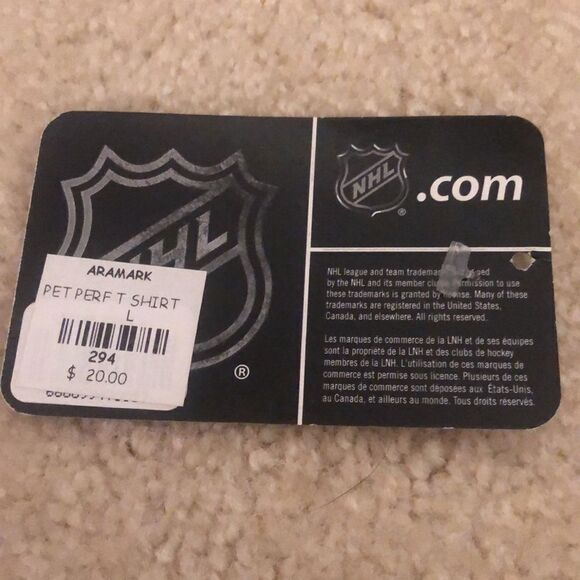 NHL
®
ARAMARK
PET PERF T SHIRT
L
294
$ 20.00
NHL
®
.com
NHL league and team trademarks
by the NHL and its member
these trademarks is granted by Many of these
trademarks are registered in the United States,
Canada, and elsewhere. All rights reserved.
Les marques de commerce de la LNH et de ses équipes
sont la propriété de la LNH et des clubs de hockey
membres de la LNH. L'utilisation de ces marques de
commerce est permise sous licence. Plusieurs de ces
marques de commerce sont déposées aux États-Unis,
au Canada, et ailleurs au monde. Tous droits réservés.